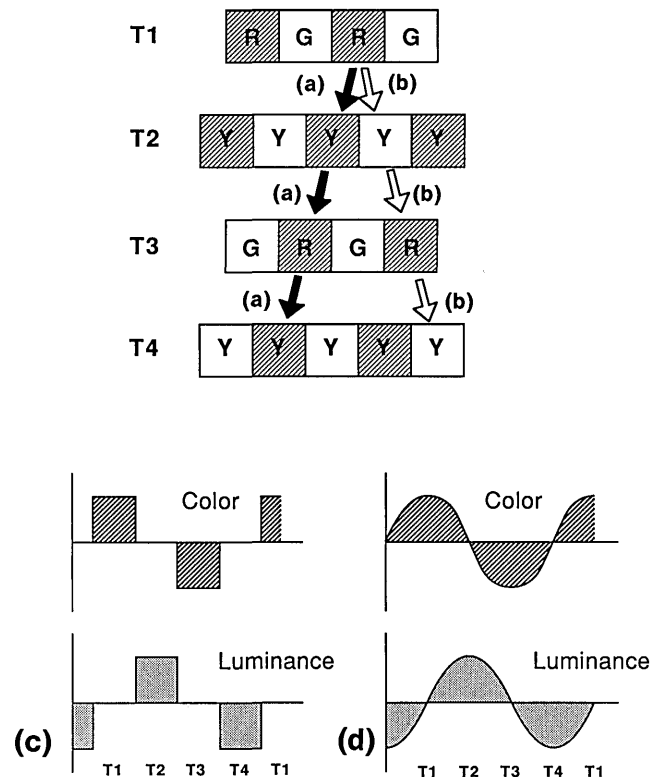 T1 R G R G
(a) (b)
T2 Y Y Y Y Y
(a) (b)
T3 G R G R
(a) (b)
T4 Y Y Y Y Y
Color
Color
Luminance
Luminance
(c) T1 T2 T3 T4 T1
(d) T1 T2 T3 T4 T1